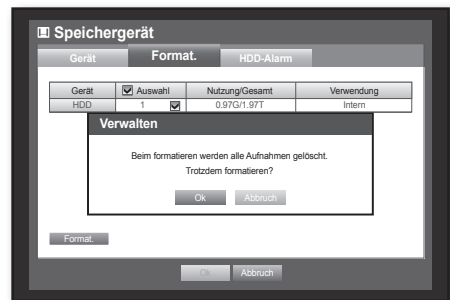 Speichergerät
Gerät Format. HDD-Alarm
Gerät Auswahl Nutzung/Gesamt Verwendung
HDD 1 0.97G/1.97T Intern
Verwalten
Beim formatieren werden alle Aufnahmen gelöscht.
Trotzdem formatieren?
Ok Abbruch
Format.
Ok Abbruch